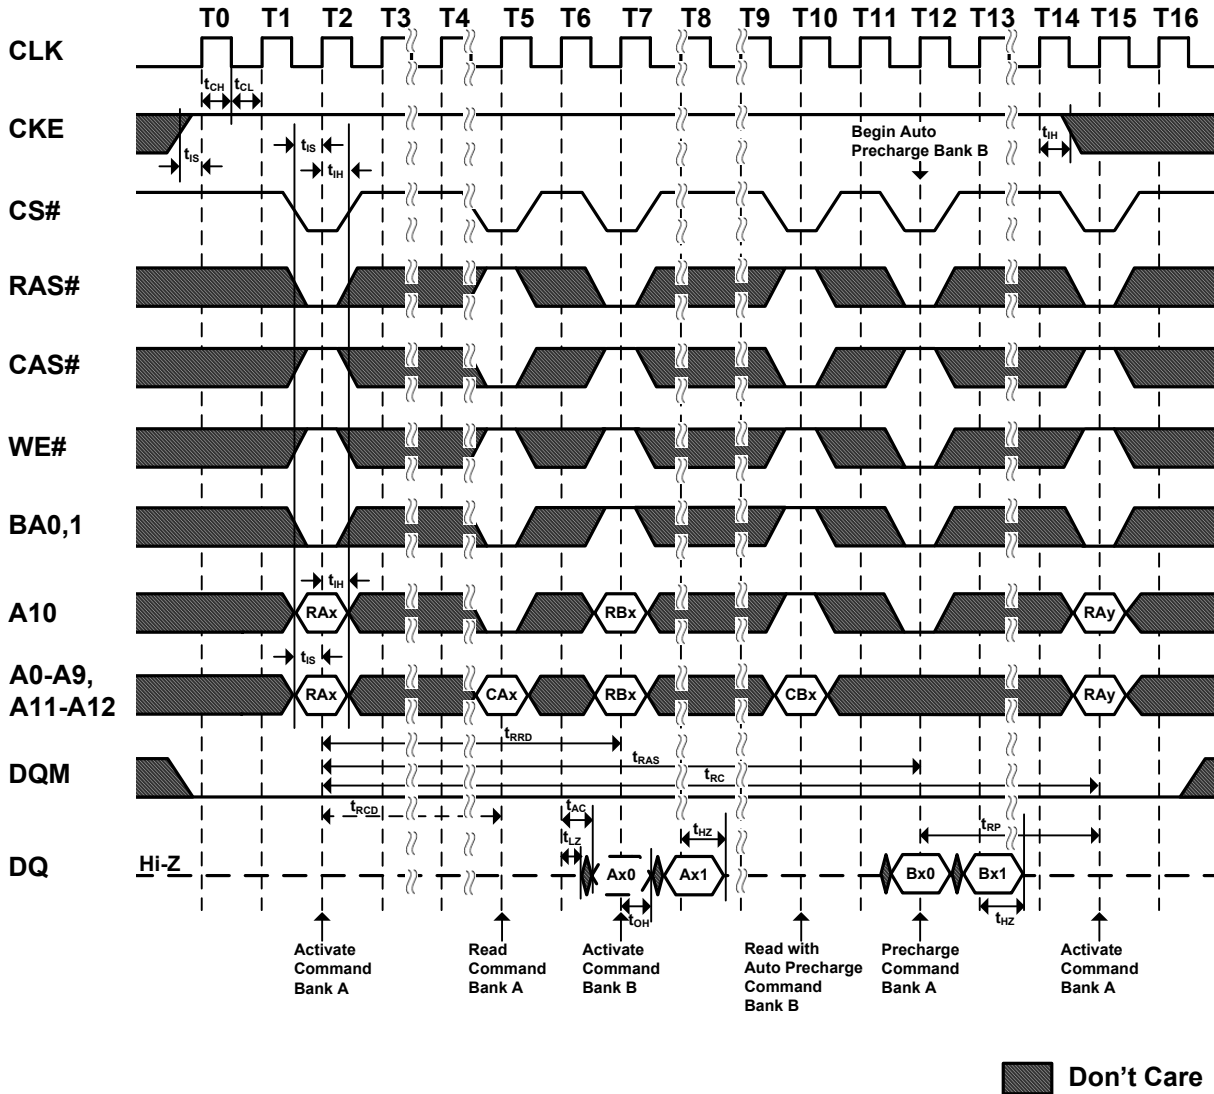 T0 T1 T2 T3 T4 T5 T6 T7 T8 T9 T10 T11 T12 T13 T14 T15 T16
CLK
tCH tCL
CKE
tIS
tIS
tIH
Begin Auto
Precharge Bank B
tIH
CS#
RAS#
CAS#
WE#
BA0,1
tIH
A10
RAx RBx RAy
tIS
A0-A9,
A11-A12
RAx CAx RBx CBx RAy
tRRD
tRAS
tRC
DQM
tRCD
tAC
tLZ
tHZ
tRP
DQ
Hi-Z
Ax0 Ax1 Bx0 Bx1
tOH
tHZ
Activate
Command
Bank A
Read
Command
Bank A
Activate
Command
Bank B
Read with
Auto Precharge
Command
Bank B
Precharge
Command
Bank A
Activate
Command
Bank A
Don't Care